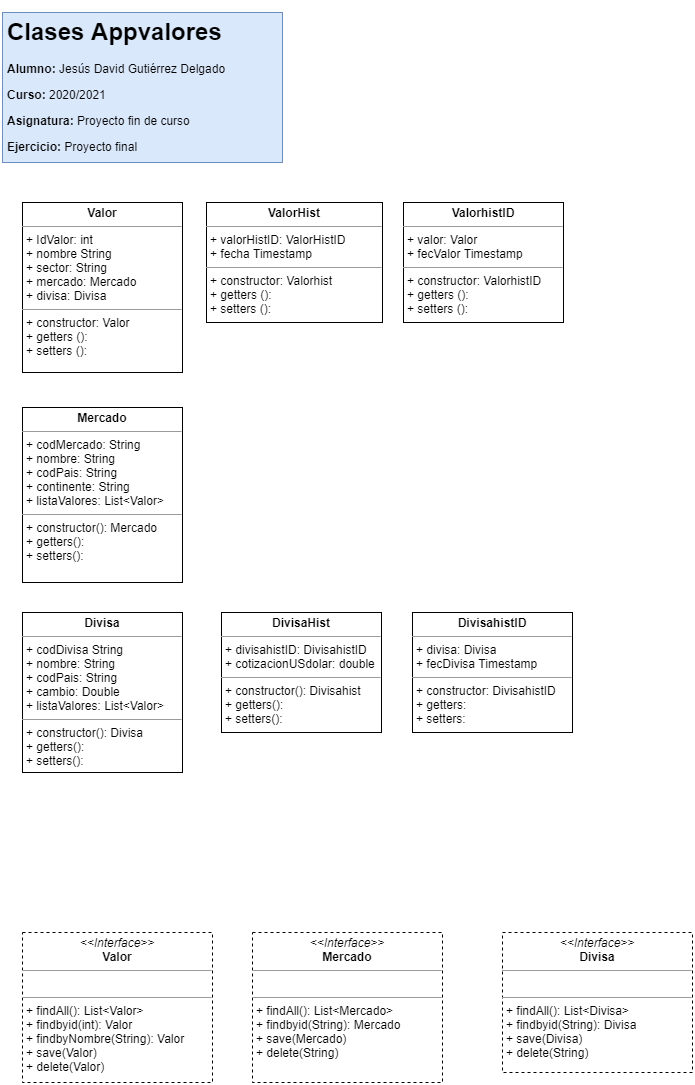 Clases Appvalores
Alumno: Jesús David Gutiérrez Delgado
Curso: 2020/2021
Asignatura: Proyecto fin de curso
Ejercicio: Proyecto final
Valor
+ IdValor: int
+ nombre String
+ sector: String
+ mercado: Mercado
+ divisa: Divisa
+ constructor: Valor
+ getters ():
+ setters ():
ValorHist
+ valorHistID: ValorHistID
+ fecha Timestamp
+ constructor: Valorhist
+ getters ():
+ setters ():
ValorhistID
+ valor: Valor
+ fecValor Timestamp
+ constructor: ValorhistID
+ getters ():
+ setters ():
Mercado
+ codMercado: String
+ nombre: String
+ codPais: String
+ continente: String
+ listaValores: List<Valor>
+ constructor(): Mercado
+ getters():
+ setters():
Divisa
+ codDivisa String
+ nombre: String
+ codPais: String
+ cambio: Double
+ listaValores: List<Valor>
+ constructor(): Divisa
+ getters():
+ setters():
DivisaHist
+ divisahistID: DivisahistID
+ cotizacionUSdolar: double
+ constructor(): Divisahist
+ getters():
+ setters():
DivisahistID
+ divisa: Divisa
+ fecDivisa Timestamp
+ constructor: DivisahistID
+ getters:
+ setters:
<<Interface>>
Valor
+ findAll(): List<Valor>
+ findbyid(int): Valor
+ findbyNombre(String): Valor
+ save(Valor)
+ delete(Valor)
<<Interface>>
Mercado
+ findAll(): List<Mercado>
+ findbyid(String): Mercado
+ save(Mercado)
+ delete(String)
<<Interface>>
Divisa
+ findAll(): List<Divisa>
+ findbyid(String): Divisa
+ save(Divisa)
+ delete(String)